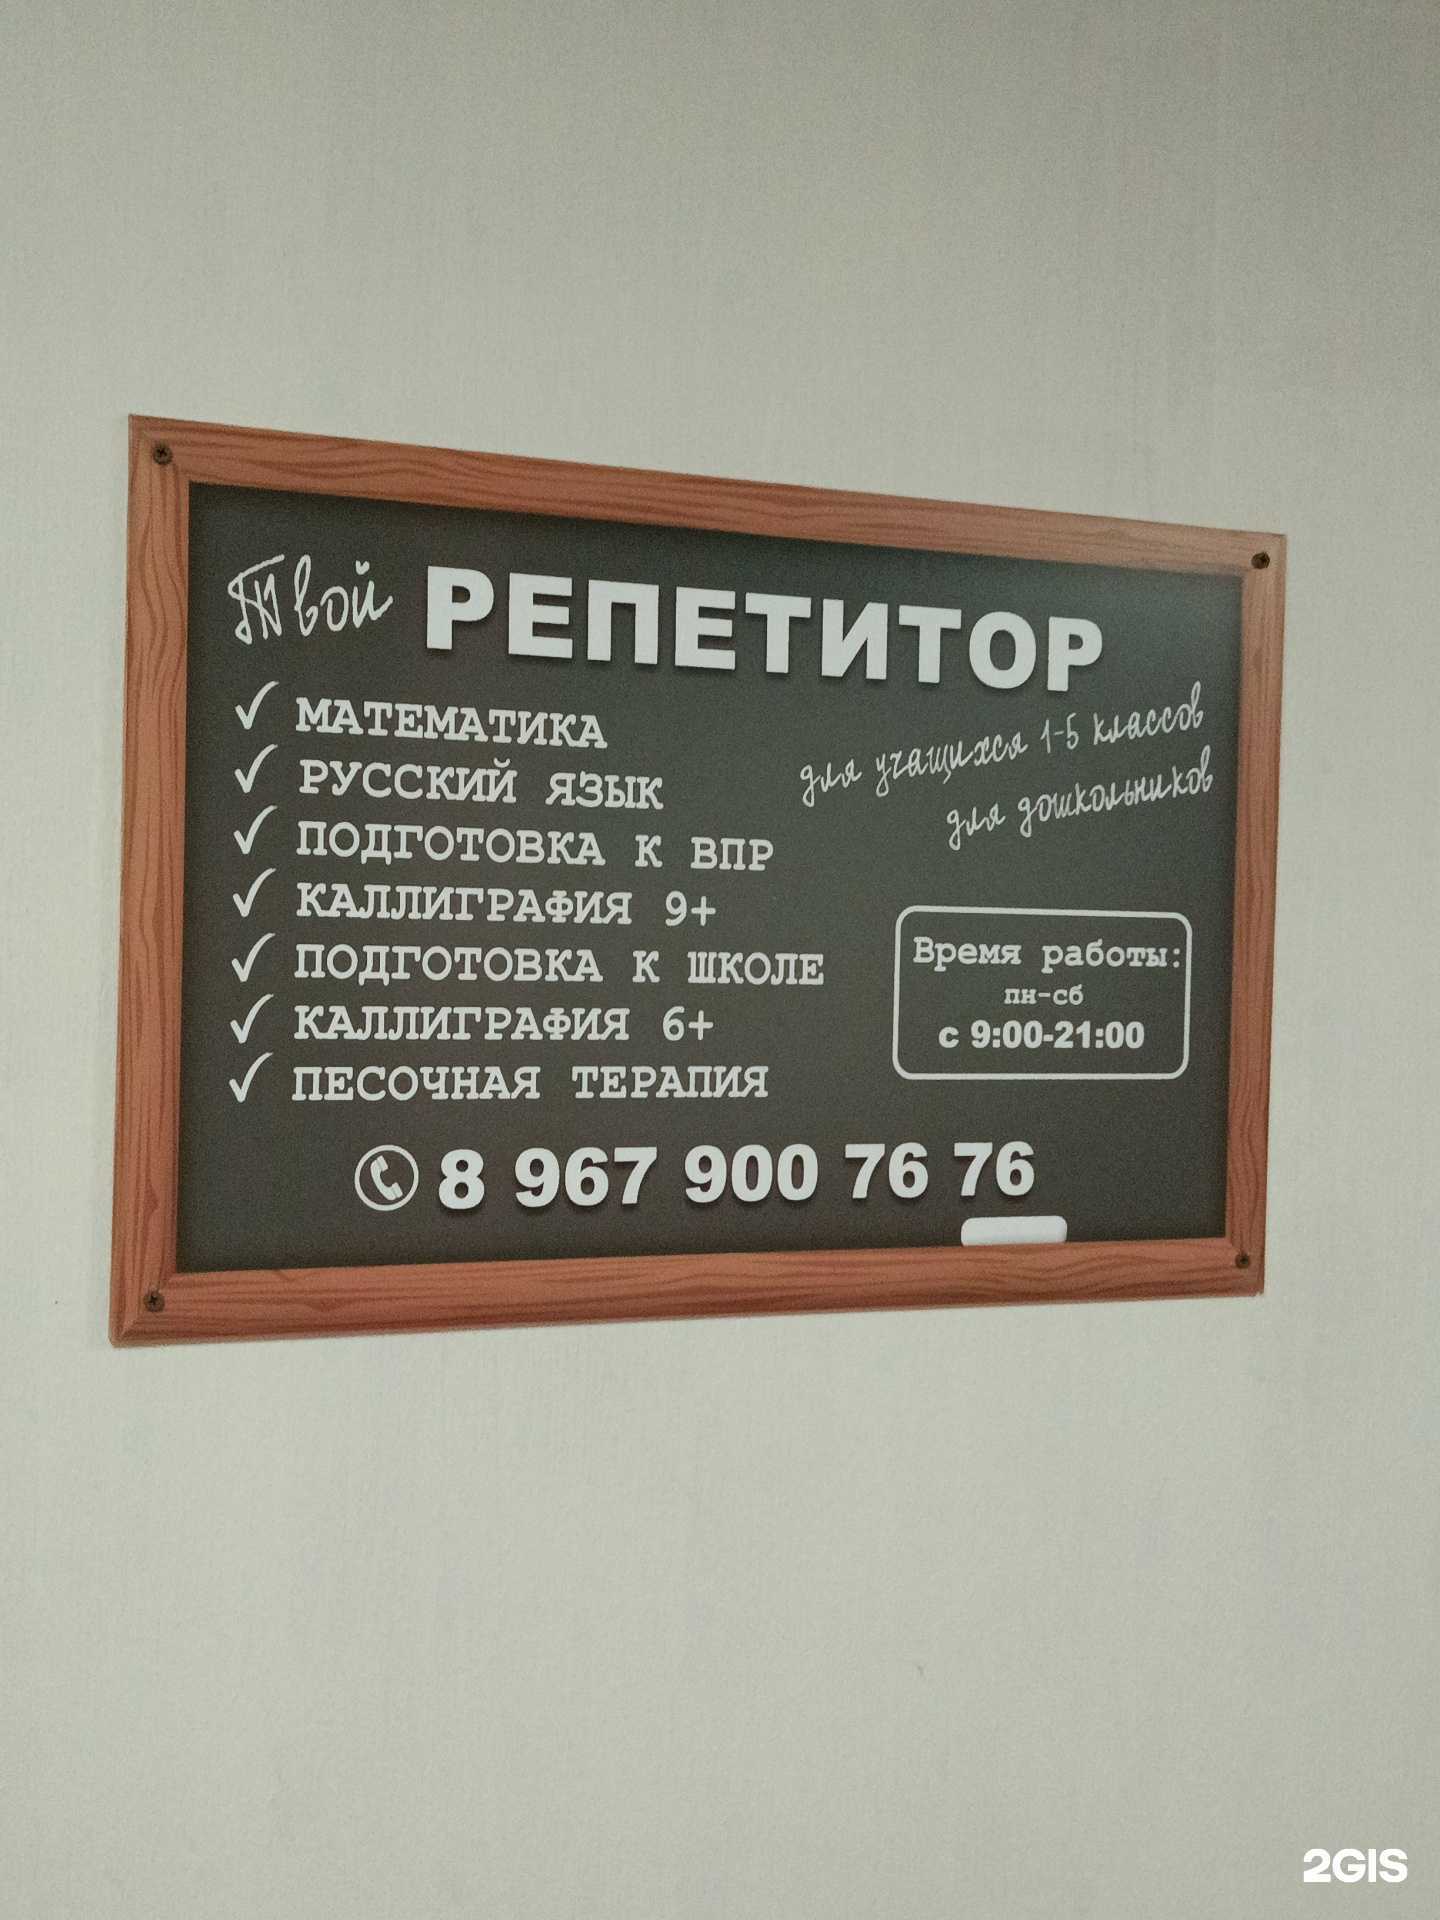 Твой РЕПЕТИТОР
✓ МАТЕМАТИКА
✓ РУССКИЙ ЯЗЫК
✓ ПОДГОТОВКА К ВПР
✓ КАЛЛИГРАФИЯ 9+
✓ ПОДГОТОВКА К ШКОЛЕ
✓ КАЛЛИГРАФИЯ 6+
✓ ПЕСОЧНАЯ ТЕРАПИЯ
для учащихся 1-5 классов
для дошкольников
Время работы:
пн-сб
с 9:00-21:00
8 967 900 76 76
2GIS